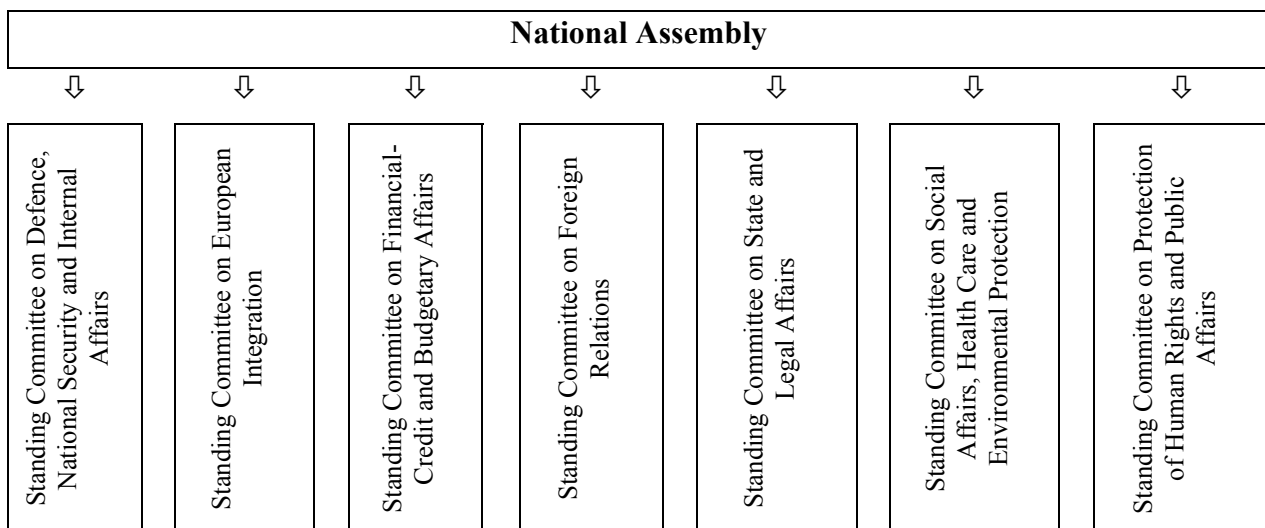 National Assembly
Standing Committee on Defence,
National Security and Internal
Affairs
Standing Committee on European
Integration
Standing Committee on Financial-
Credit and Budgetary Affairs
Standing Committee on Foreign
Relations
Standing Committee on State and
Legal Affairs
Standing Committee on Social
Affairs, Health Care and
Environmental Protection
Standing Committee on Protection
of Human Rights and Public
Affairs